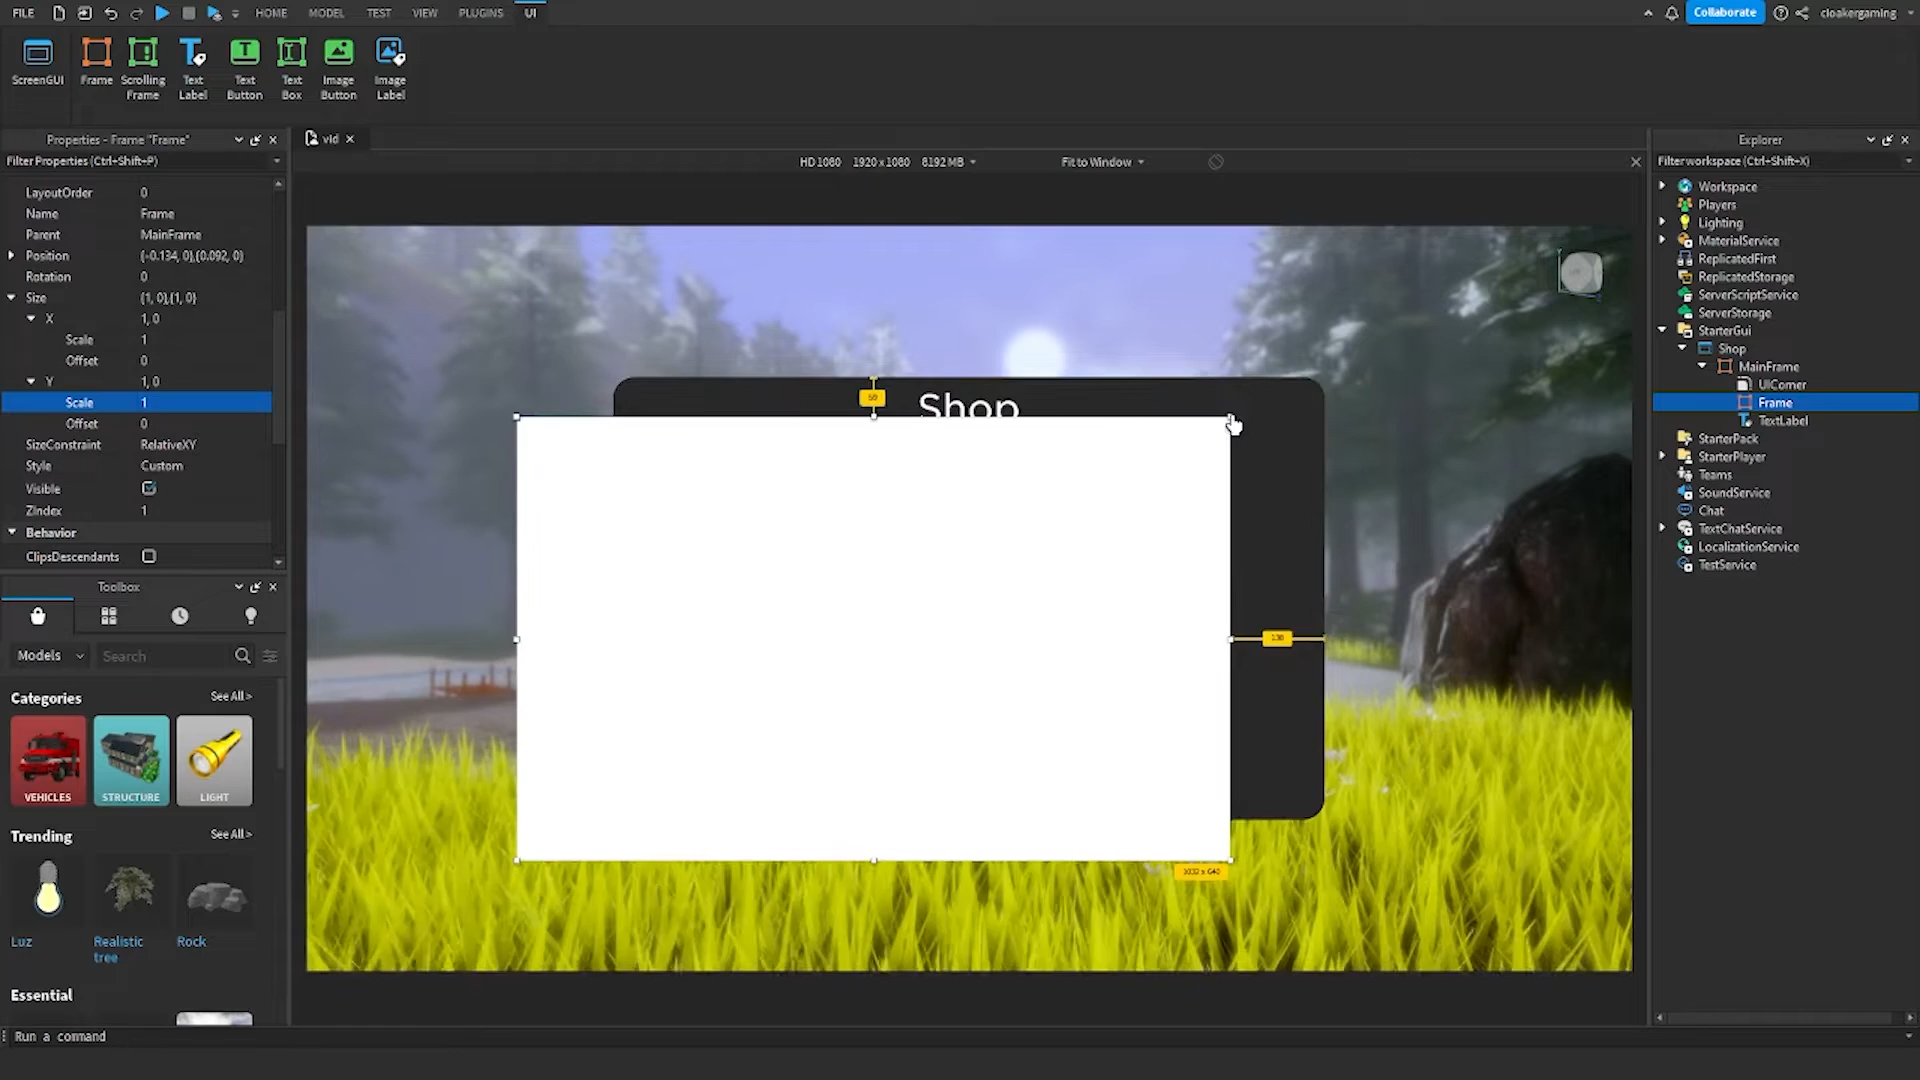 FILE
HOME
MODEL
TEST
VIEW
PLUGINS
UI
Collaborate
cloakergaming
ScreenGUI
Frame
Scrolling
Frame
Text
Label
Text
Button
Text
Box
Image
Button
Image
Label
Properties - Frame "Frame"
Filter Properties (Ctrl+Shift+P)
LayoutOrder 0
Name Frame
Parent MainFrame
Position {-0.134, 0},{0.092, 0}
Rotation 0
Size {1, 0},{1, 0}
X 1, 0
Scale 1
Offset 0
Y 1, 0
Scale 1
Offset 0
SizeConstraint RelativeXY
Style Custom
Visible
ZIndex 1
Behavior
ClipsDescendants
Toolbox
Models
Search
Categories See All >
VEHICLES
STRUCTURE
LIGHT
Trending See All >
Luz
Realistic
tree
Rock
Essential
Run a command
vid
HD 1080 1920 x 1080 8192 MB
Fit to Window
Shop
Explorer
Filter workspace (Ctrl+Shift+X)
Workspace
Players
Lighting
MaterialService
ReplicatedFirst
ReplicatedStorage
ServerScriptService
ServerStorage
StarterGui
Shop
MainFrame
UICorner
Frame
TextLabel
StarterPack
StarterPlayer
Teams
SoundService
Chat
TextChatService
LocalizationService
TestService